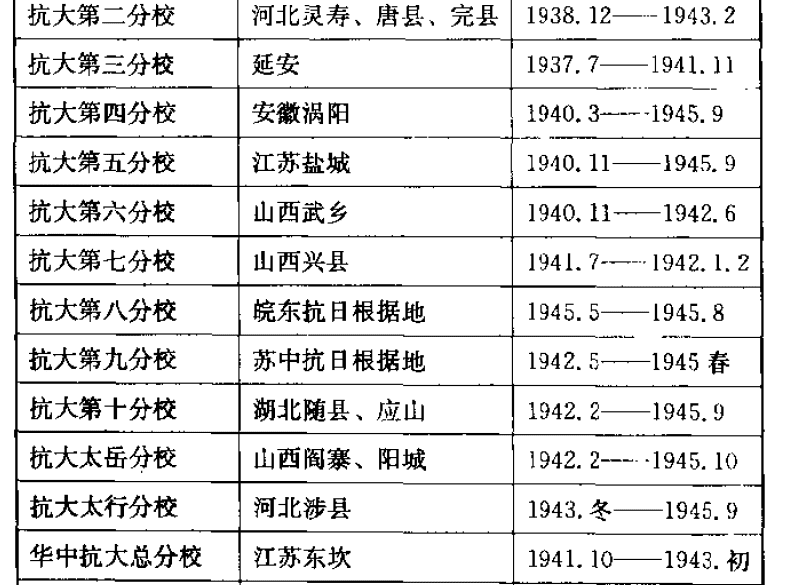 抗大第二分校 河北灵寿、唐县、完县 1938.12——1943.2
抗大第三分校 延安 1937.7——1941.11
抗大第四分校 安徽涡阳 1940.3——1945.9
抗大第五分校 江苏盐城 1940.11——1945.9
抗大第六分校 山西武乡 1940.11——1942.6
抗大第七分校 山西兴县 1941.7——1942.1.2
抗大第八分校 皖东抗日根据地 1945.5——1945.8
抗大第九分校 苏中抗日根据地 1942.5——1945春
抗大第十分校 湖北随县、应山 1942.2——1945.9
抗大太岳分校 山西阎寨、阳城 1942.2——1945.10
抗大太行分校 河北涉县 1943.冬——1945.9
华中抗大总分校 江苏东坎 1941.10——1943.初